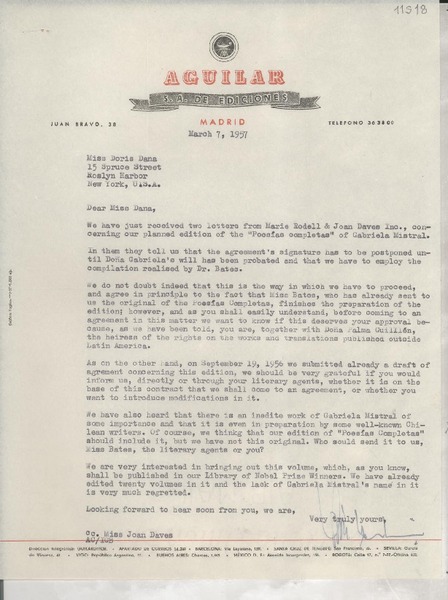 11518
AGUILAR
S.A. DE EDICIONES
JUAN BRAVO, 38 MADRID TELEFONO 36 38 00
March 7, 1957
Miss Doris Dana
15 Spruce Street
Roslyn Harbor
New York, U.S.A.
Dear Miss Dana,
We have just received two letters from Marie Rodell & Joan Daves Inc., con-
cerning our planned edition of the "Poesías completas" of Gabriela Mistral.
In them they tell us that the agreement's signature has to be postponed un-
til Doña Gabriela's will has been probated and that we have to employ the
compilation realised by Dr. Bates.
We do not doubt indeed that this is the way in which we have to proceed,
and agree in principle to the fact that Miss Bates, who has already sent to
us the original of the Poesías Completas, finishes the preparation of the
edition; however, and as you shall easily understand, before coming to an
agreement in this matter we want to know if this deserves your approval be-
cause, as we have been told, you are, together with Doña Palma Guillén,
the heiress of the rights on the works and translations published outside
Latin America.
As on the other hand, on September 19, 1956 we submitted already a draft of
agreement concerning this edition, we should be very grateful if you would
inform us, directly or through your literary agents, whether it is on the
base of this contract that we shall come to an agreement, or whether you
want to introduce modifications in it.
We have also heard that there is an inedite work of Gabriela Mistral of
some importance and that it is even in preparation by some well-known Chi-
lean writers. Of course, we think that our edition of "Poesías Completas"
should include it, but we have not this original. Who could send it to us,
Miss Bates, the literary agents or you?
We are very interested in bringing out this volume, which, as you know,
shall be published in our Library of Nobel Prize Winners. We have already
edited twenty volumes in it and the lack of Gabriela Mistral's name in it
is very much regretted.
Looking forward to hear soon from you, we are,
Very truly yours,
cc. Miss Joan Daves